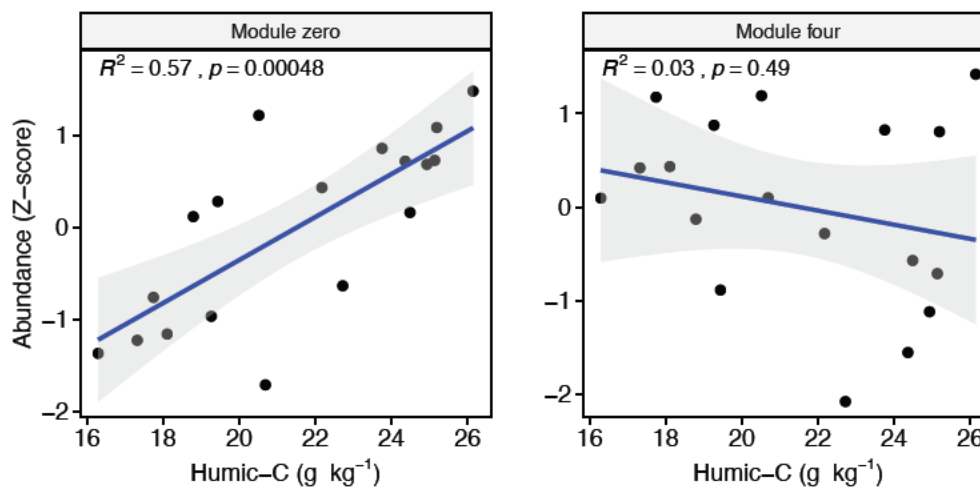 Module zero
R² = 0.57 , p = 0.00048
Abundance (Z−score)
1
0
−1
−2
16 18 20 22 24 26
Humic−C (g kg⁻¹)
Module four
R² = 0.03 , p = 0.49
1
0
−1
−2
16 18 20 22 24 26
Humic−C (g kg⁻¹)